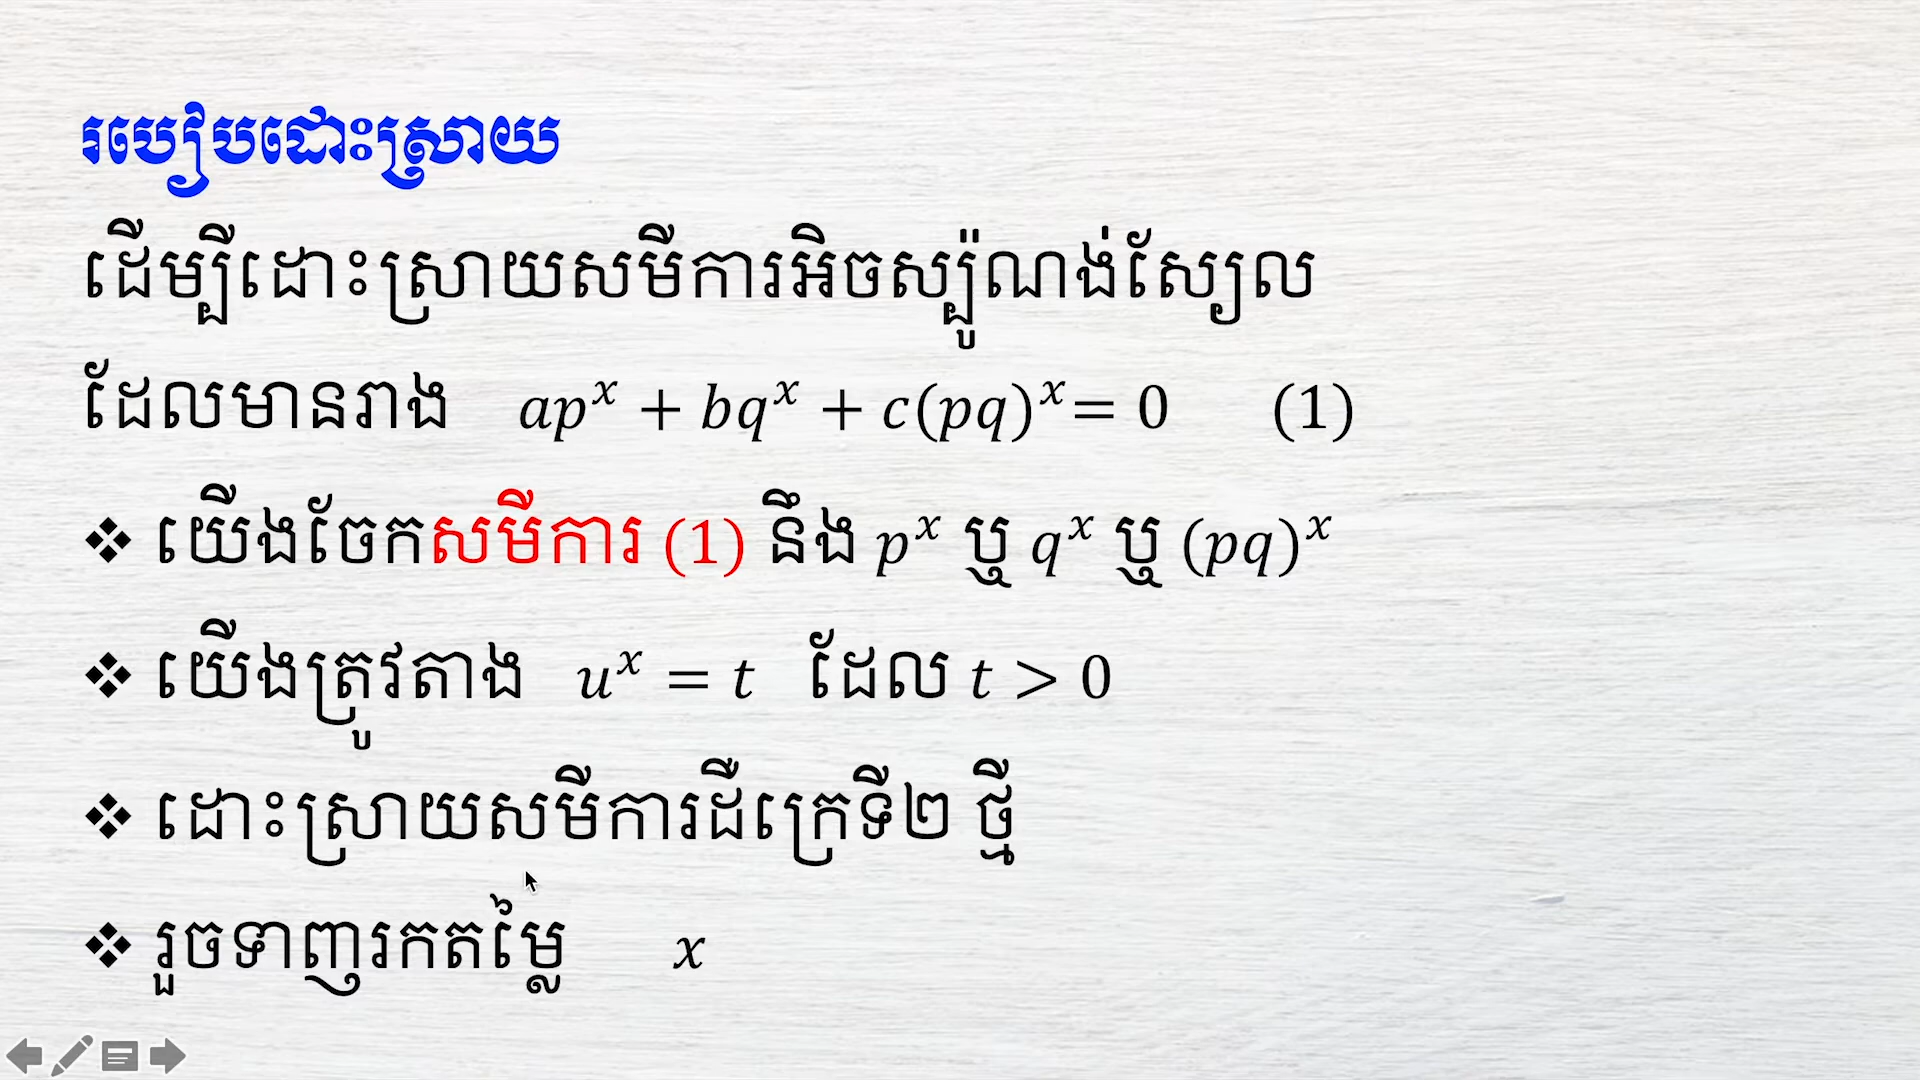 របៀបដោះស្រាយ
ដើម្បីដោះស្រាយសមីការអិចស្ប៉ូណង់ស្យែល
ដែលមានរាង ap^x + bq^x + c(pq)^x = 0 (1)
❖ យើងចែកសមីការ (1) នឹង p^x ឬ q^x ឬ (pq)^x
❖ យើងត្រូវតាង u^x = t ដែល t > 0
❖ ដោះស្រាយសមីការដឺក្រេទី២ ថ្មី
❖ រួចទាញរកតម្លៃ x